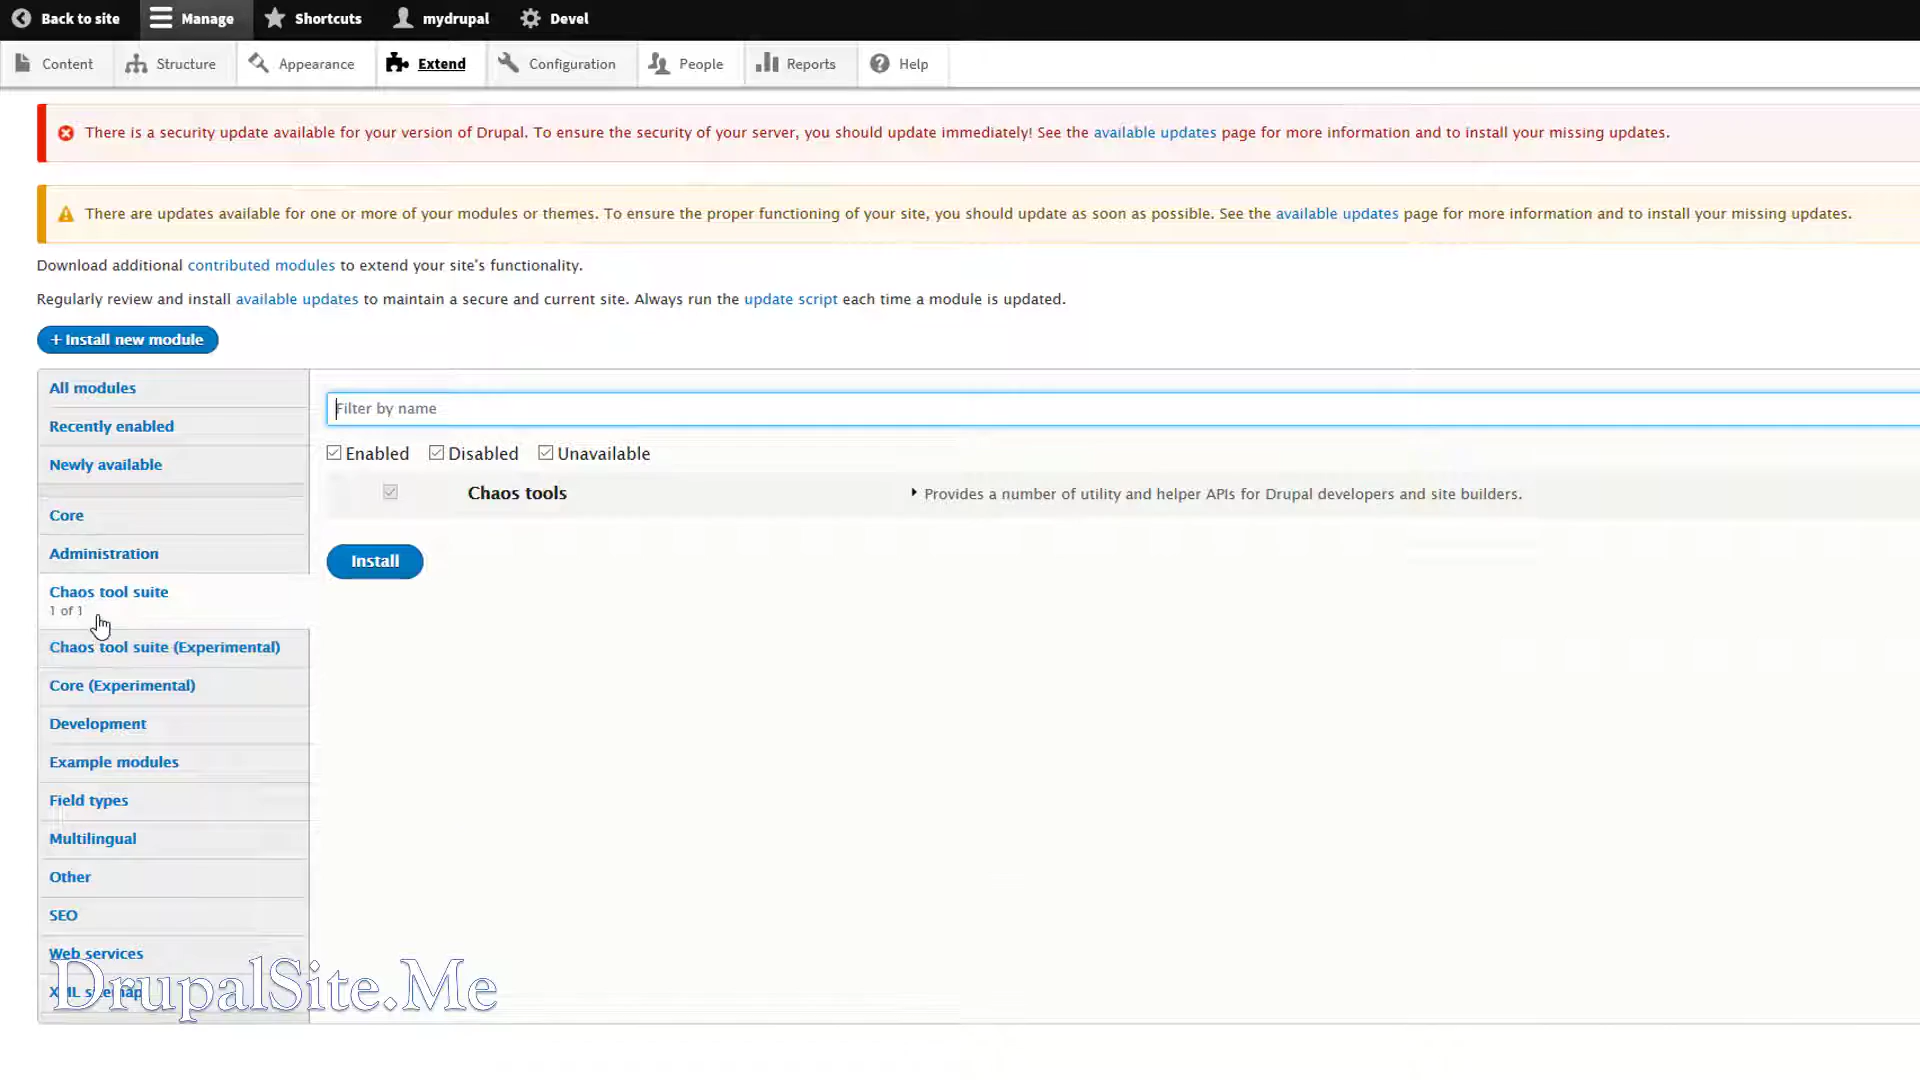 Back to site Manage Shortcuts mydrupal Devel
Content Structure Appearance Extend Configuration People Reports Help
There is a security update available for your version of Drupal. To ensure the security of your server, you should update immediately! See the available updates page for more information and to install your missing updates.
There are updates available for one or more of your modules or themes. To ensure the proper functioning of your site, you should update as soon as possible. See the available updates page for more information and to install your missing updates.
Download additional contributed modules to extend your site's functionality.
Regularly review and install available updates to maintain a secure and current site. Always run the update script each time a module is updated.
+ Install new module
All modules
Recently enabled
Newly available
Core
Administration
Chaos tool suite
1 of 1
Chaos tool suite (Experimental)
Core (Experimental)
Development
Example modules
Field types
Multilingual
Other
SEO
Web services
XML sitemap
Filter by name
Enabled Disabled Unavailable
Chaos tools Provides a number of utility and helper APIs for Drupal developers and site builders.
Install
DrupalSite.Me